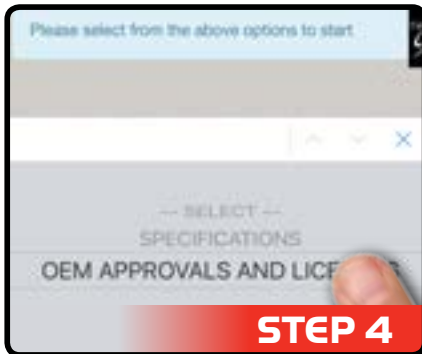 Please select from the above options to start
--- SELECT ---
SPECIFICATIONS
OEM APPROVALS AND
STEP 4